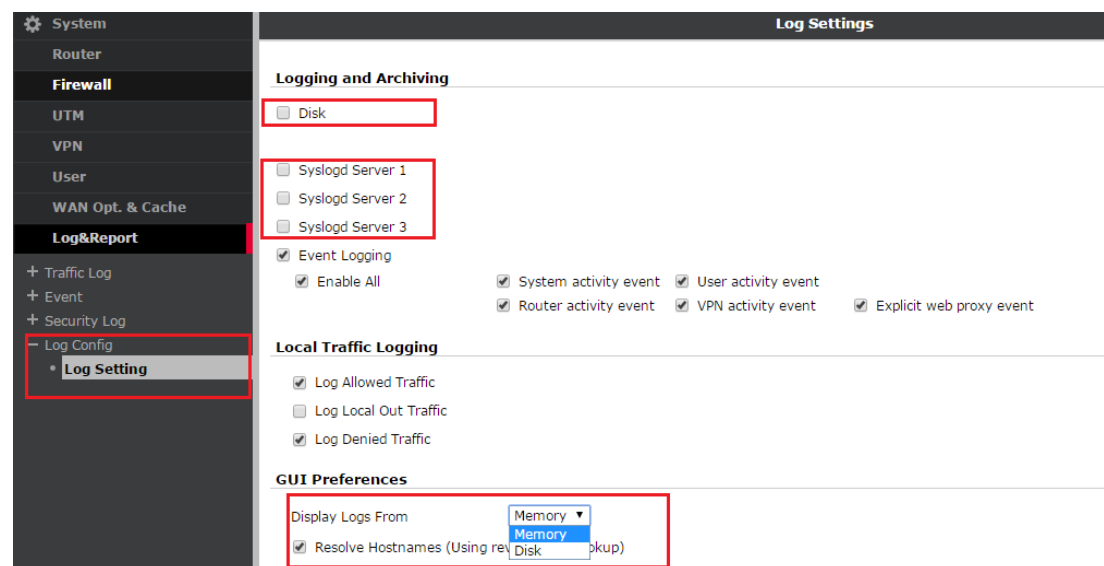 System
Router
Firewall
UTM
VPN
User
WAN Opt. & Cache
Log&Report
Traffic Log
Event
Security Log
Log Config
Log Setting
Log Settings
Logging and Archiving
Disk
Syslogd Server 1
Syslogd Server 2
Syslogd Server 3
Event Logging
Enable All System activity event User activity event
Router activity event VPN activity event Explicit web proxy event
Local Traffic Logging
Log Allowed Traffic
Log Local Out Traffic
Log Denied Traffic
GUI Preferences
Display Logs From Memory
Memory
Resolve Hostnames (Using
Disk